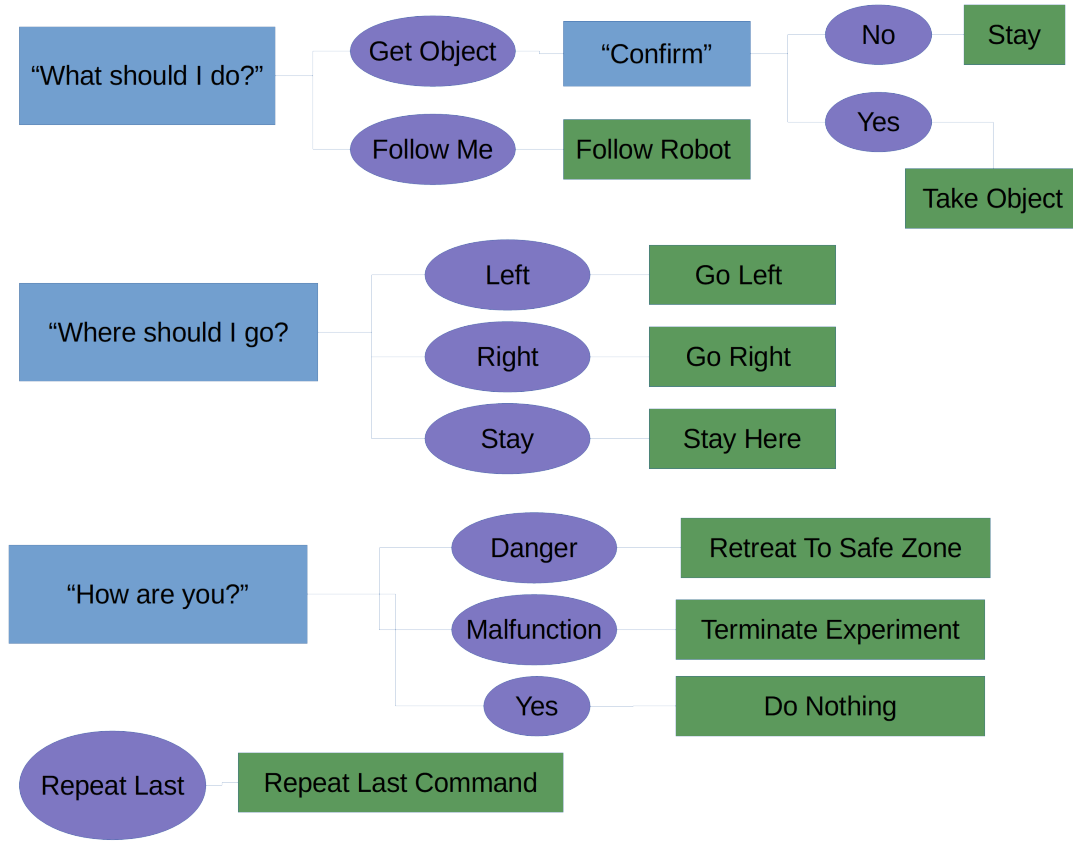 “What should I do?”
Get Object
“Confirm”
No
Stay
Yes
Take Object
Follow Me
Follow Robot
“Where should I go?
Left
Go Left
Right
Go Right
Stay
Stay Here
“How are you?”
Danger
Retreat To Safe Zone
Malfunction
Terminate Experiment
Yes
Do Nothing
Repeat Last
Repeat Last Command